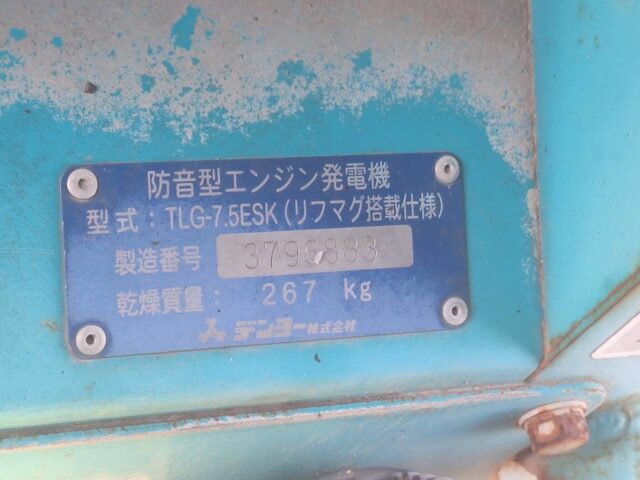 防音型エンジン発電機
型式：TLG-7.5ESK(リフマグ搭載仕様)
製造番号 3796883
乾燥質量： 267 kg
デンヨー株式会社